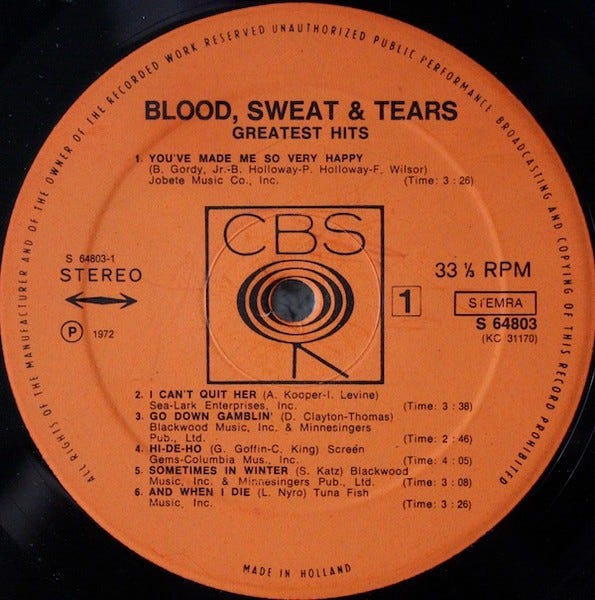 ALL RIGHTS OF THE MANUFACTURER AND OF THE OWNER OF THE RECORDED WORK RESERVED UNAUTHORIZED PUBLIC PERFORMANCE BROADCASTING AND COPYING OF THIS RECORD PROHIBITED
BLOOD, SWEAT & TEARS
GREATEST HITS
1. YOU'VE MADE ME SO VERY HAPPY
(B. Gordy, Jr.-B. Holloway-P. Holloway-F. Wilsor)
Jobete Music Co., Inc. (Time: 3 : 26)
CBS
S 64803-1
STEREO
33 ⅓ RPM
1
STEMRA
S 64803
(KC 31170)
P 1972
2. I CAN'T QUIT HER (A. Kooper-I. Levine)
Sea-Lark Enterprises, Inc. (Time: 3 : 38)
3. GO DOWN GAMBLIN' (D. Clayton-Thomas)
Blackwood Music, Inc. & Minnesingers
Pub., Ltd. (Time: 2 : 46)
4. HI-DE-HO (G. Goffin-C. King) Screen
Gems-Columbia Mus., Inc. (Time: 4 : 05)
5. SOMETIMES IN WINTER (S. Katz) Blackwood
Music, Inc. & Minnesingers Pub., Ltd. (Time: 3 : 08)
6. AND WHEN I DIE (L. Nyro) Tuna Fish
Music, Inc. (Time: 3 : 26)
MADE IN HOLLAND